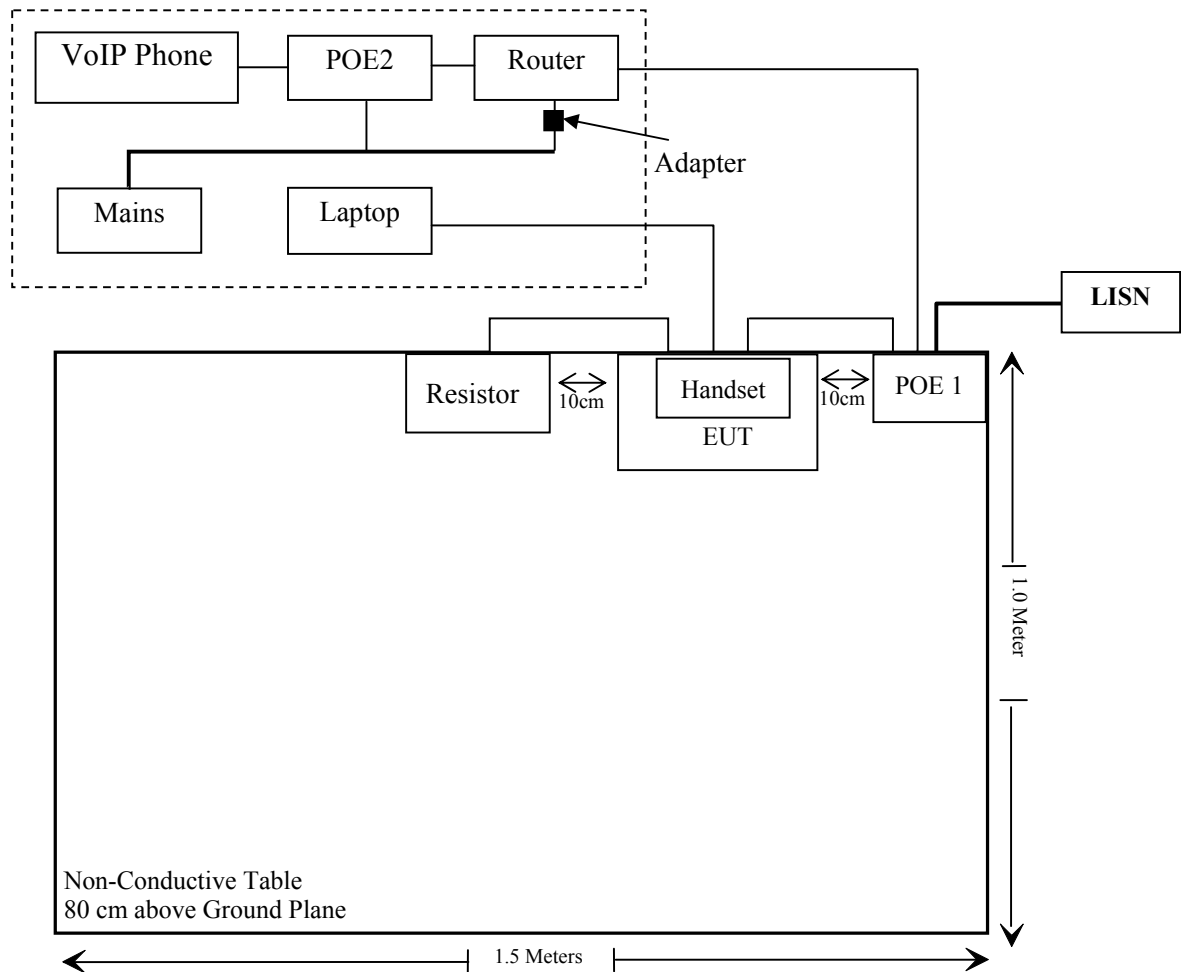 VoIP Phone
POE2
Router
Adapter
Mains
Laptop
LISN
Resistor
10cm
Handset
EUT
10cm
POE 1
1.0 Meter
Non-Conductive Table
80 cm above Ground Plane
1.5 Meters